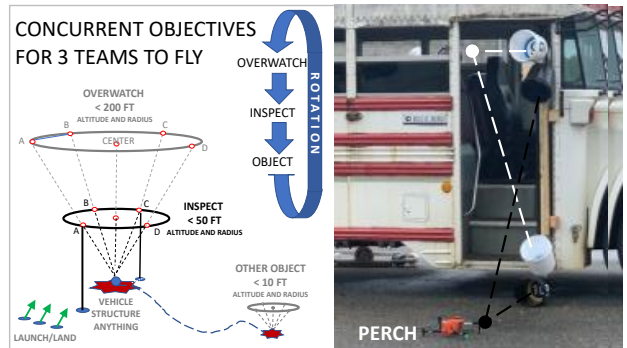 CONCURRENT OBJECTIVES
FOR 3 TEAMS TO FLY
OVERWATCH
INSPECT
OBJECT
ROTATION
OVERWATCH
< 200 FT
ALTITUDE AND RADIUS
A
B
C
D
CENTER
INSPECT
< 50 FT
ALTITUDE AND RADIUS
A
B
C
D
VEHICLE
STRUCTURE
ANYTHING
OTHER OBJECT
< 10 FT
ALTITUDE AND RADIUS
LAUNCH/LAND
PERCH